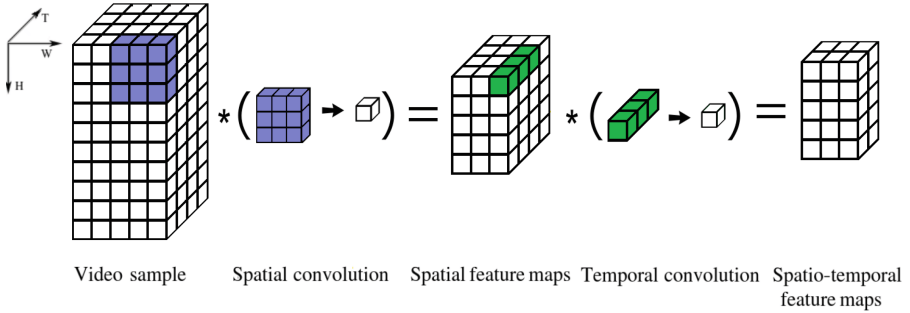 T
W
H
* ( ) = * ( ) =
Video sample
Spatial convolution
Spatial feature maps
Temporal convolution
Spatio-temporal
feature maps